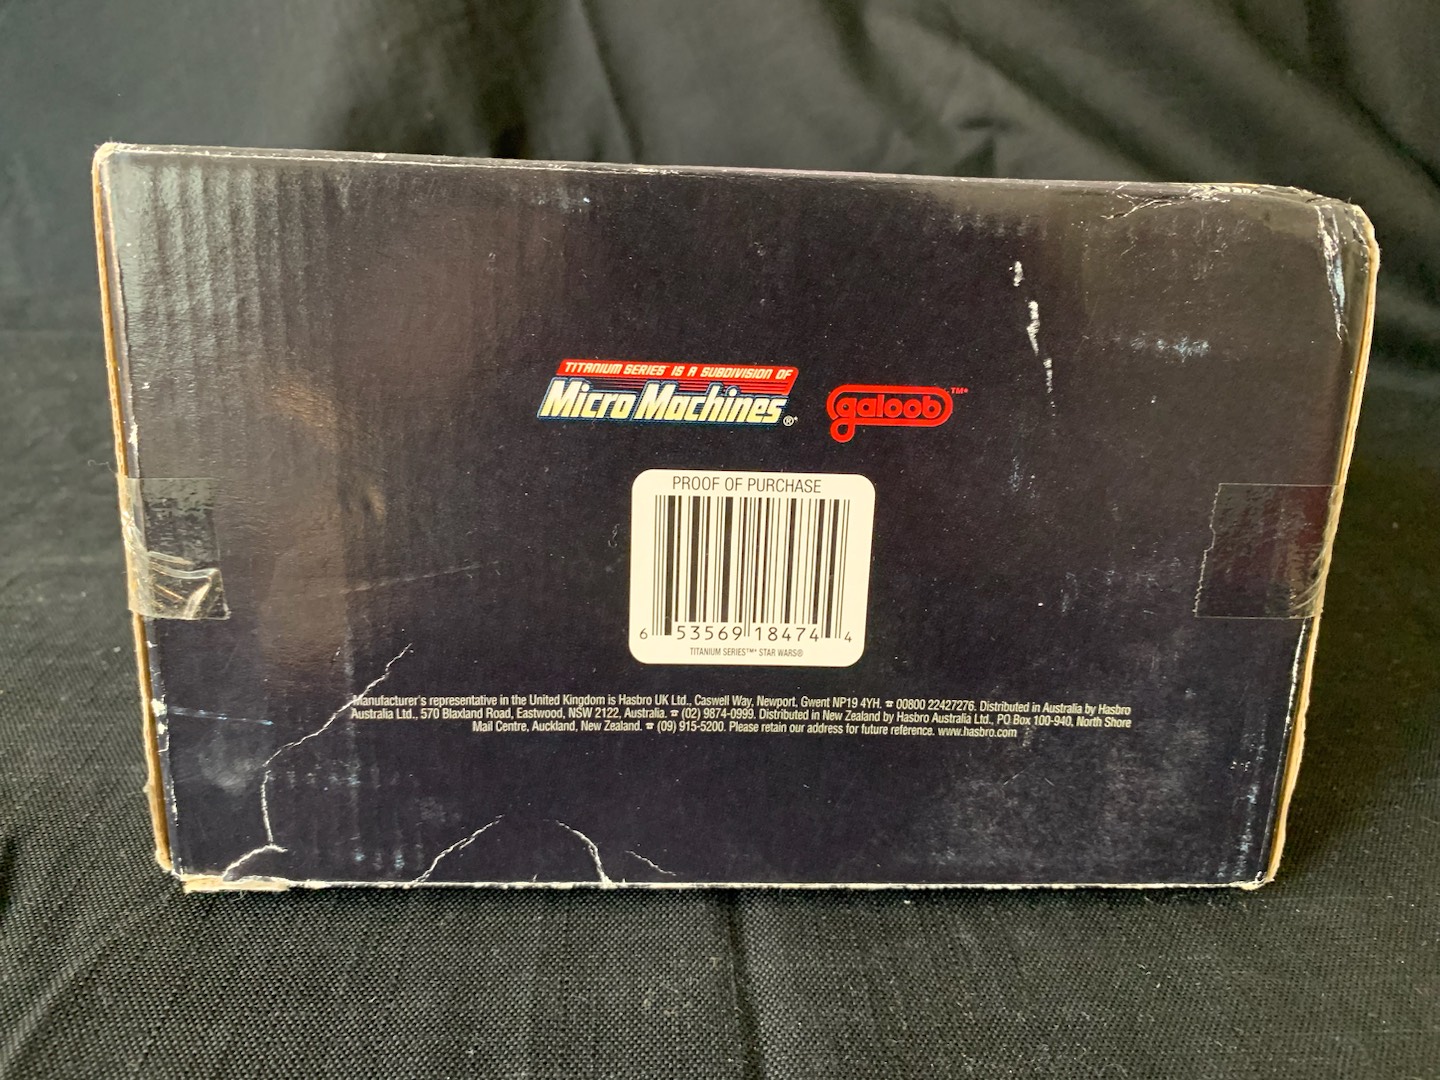 TITANIUM SERIES™ IS A SUBDIVISION OF
Micro Machines®*
galoob™*
PROOF OF PURCHASE
6 53569 18474 4
TITANIUM SERIES™* STAR WARS®
Manufacturer's representative in the United Kingdom is Hasbro UK Ltd., Caswell Way, Newport, Gwent NP19 4YH. ☎ 00800 22427276. Distributed in Australia by Hasbro
Australia Ltd., 570 Blaxland Road, Eastwood, NSW 2122, Australia. ☎ (02) 9874-0999. Distributed in New Zealand by Hasbro Australia Ltd., PO Box 100-940, North Shore
Mail Centre, Auckland, New Zealand. ☎ (09) 915-5200. Please retain our address for future reference. www.hasbro.com